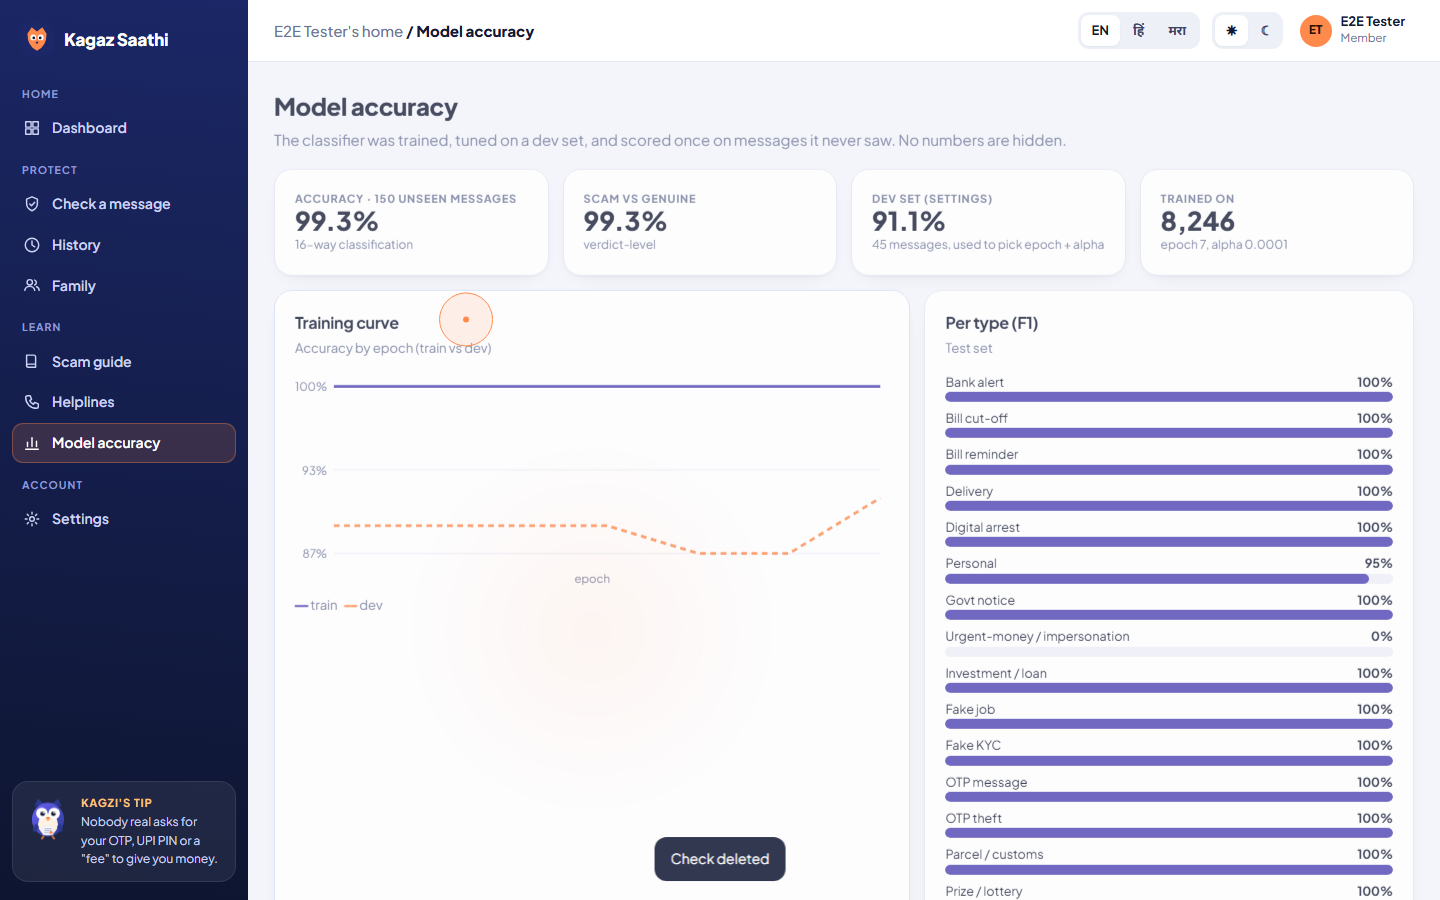 Kagaz Saathi
HOME
Dashboard
PROTECT
Check a message
History
Family
LEARN
Scam guide
Helplines
Model accuracy
ACCOUNT
Settings
KAGZI'S TIP
Nobody real asks for
your OTP, UPI PIN or a
"fee" to give you money.
E2E Tester's home / Model accuracy
EN हिं मरा
ET
E2E Tester
Member
Model accuracy
The classifier was trained, tuned on a dev set, and scored once on messages it never saw. No numbers are hidden.
ACCURACY · 150 UNSEEN MESSAGES
99.3%
16-way classification
SCAM VS GENUINE
99.3%
verdict-level
DEV SET (SETTINGS)
91.1%
45 messages, used to pick epoch + alpha
TRAINED ON
8,246
epoch 7, alpha 0.0001
Training curve
Accuracy by epoch (train vs dev)
100%
93%
87%
epoch
train dev
Per type (F1)
Test set
Bank alert 100%
Bill cut-off 100%
Bill reminder 100%
Delivery 100%
Digital arrest 100%
Personal 95%
Govt notice 100%
Urgent-money / impersonation 0%
Investment / loan 100%
Fake job 100%
Fake KYC 100%
OTP message 100%
OTP theft 100%
Parcel / customs 100%
Prize / lottery 100%
Check deleted